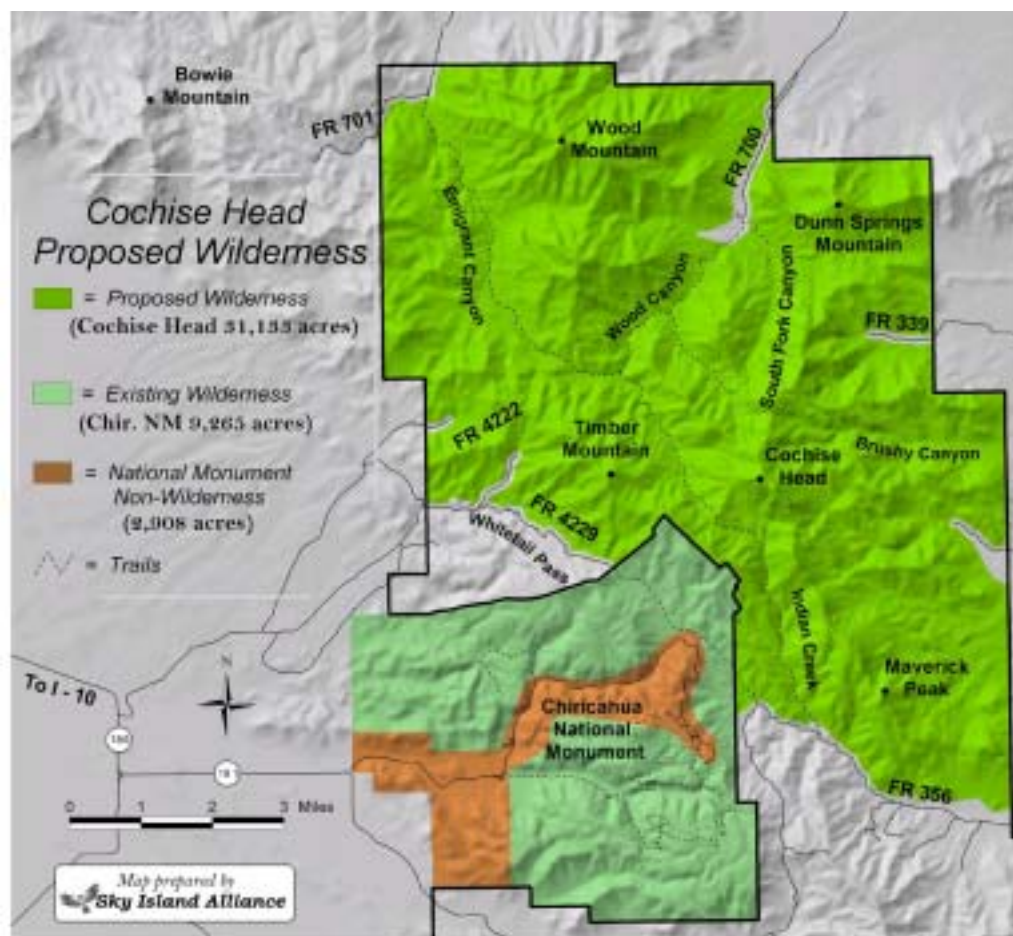 Bowie
Mountain
FR 701
Wood
Mountain
FR 700
Cochise Head
Proposed Wilderness
= Proposed Wilderness
(Cochise Head 31,133 acres)
= Existing Wilderness
(Chir. NM 9,265 acres)
= National Monument
Non-Wilderness
(2,908 acres)
= Trails
Emigrant Canyon
Dunn Springs
Mountain
Wood Canyon
South Fork Canyon
FR 339
FR 4222
Timber
Mountain
Cochise
Head
Brushy Canyon
FR 4229
Whitetail Pass
Indian Creek
Maverick
Peak
Chiricahua
National
Monument
FR 356
To I - 10
N
0 1 2 3 Miles
Map prepared by
Sky Island Alliance